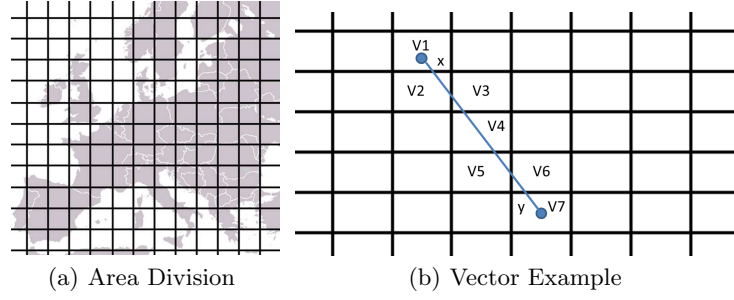 V1
x
V2
V3
V4
V5
V6
y
V7
(a) Area Division
(b) Vector Example